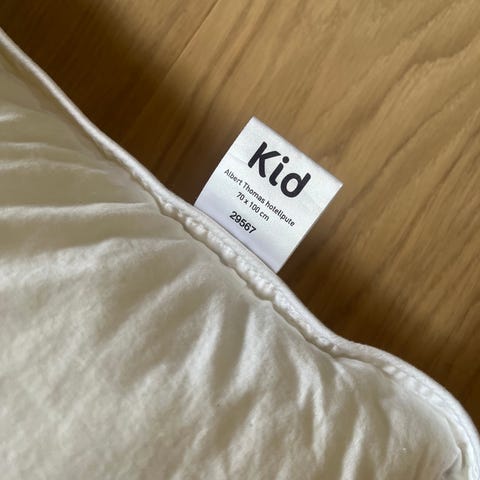 Kid
Albert Thomas hotellpute
70 x 100 cm
29567